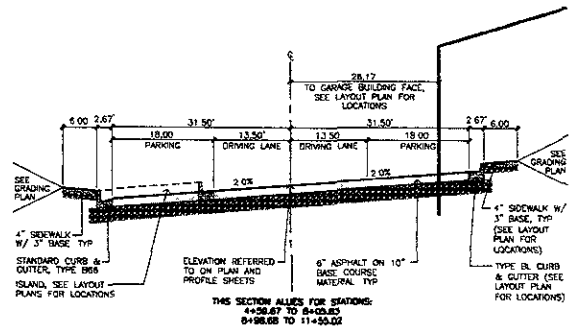 ℄
28.17
TO GARAGE BUILDING FACE,
SEE LAYOUT PLAN FOR
LOCATIONS
6.00
2.67'
31.50'
31.50'
2.67
6.00
18.00
13.50'
13.50
18.00
PARKING
DRIVING LANE
DRIVING LANE
PARKING
SEE
GRADING
PLAN
SEE
GRADING
PLAN
2.0%
2.0%
4" SIDEWALK
W/ 3" BASE TYP
STANDARD CURB &
GUTTER, TYPE B66
ISLAND, SEE LAYOUT
PLANS FOR LOCATIONS
ELEVATION REFERRED
TO ON PLAN AND
PROFILE SHEETS
6" ASPHALT ON 10"
BASE COURSE
MATERIAL TYP
4" SIDEWALK W/
3" BASE, TYP
(SEE LAYOUT
PLAN FOR
LOCATIONS)
TYPE BL CURB
& GUTTER (SEE
LAYOUT PLAN
FOR LOCATIONS)
THIS SECTION ALLIES FOR STATIONS:
4+59.67 TO 8+05.83
8+98.68 TO 11+55.02